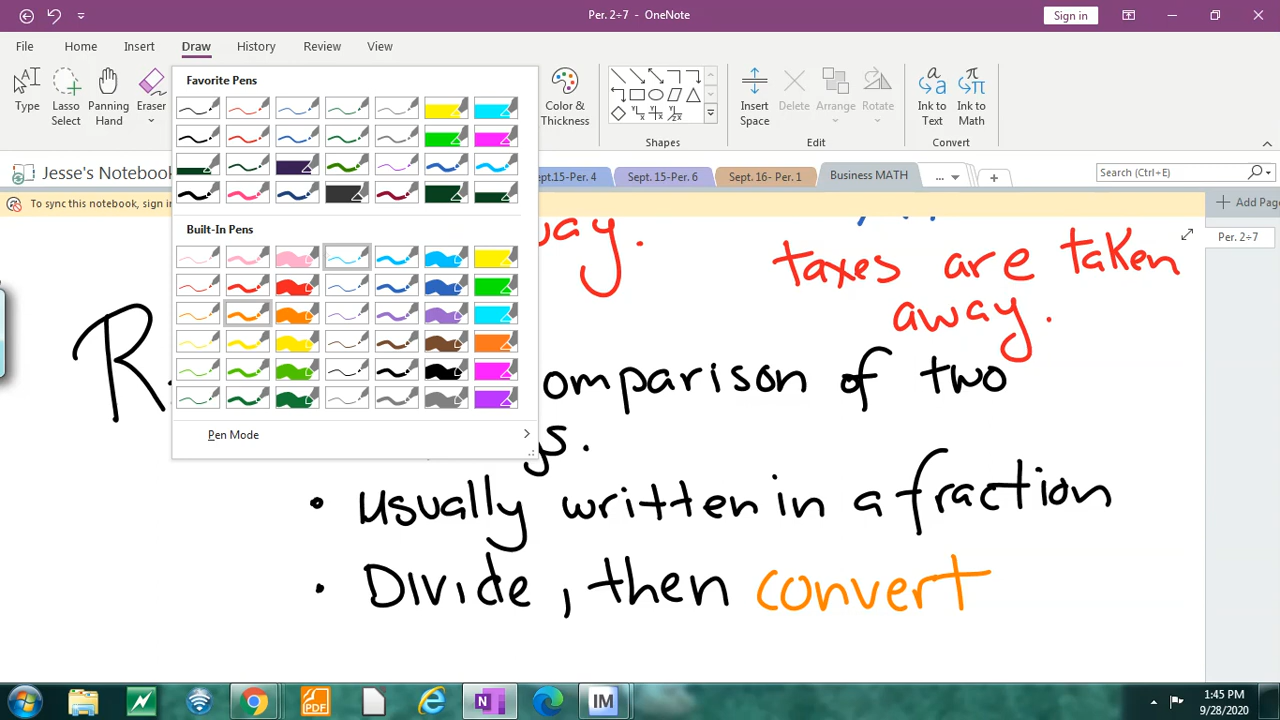 Per. 2÷7 - OneNote
Sign in
File Home Insert Draw History Review View
Type
Lasso Select
Panning Hand
Eraser
Favorite Pens
Built-In Pens
Pen Mode
Color & Thickness
Shapes
Insert Space
Delete
Arrange
Rotate
Edit
Ink to Text
Ink to Math
Convert
Jesse's Notebook
Sept.15-Per. 4
Sept. 15-Per. 6
Sept. 16- Per. 1
Business MATH
...
Search (Ctrl+E)
To sync this notebook, sign in
Add Page
Per. 2÷7
taxes are taken
away.
comparison of two
• usually written in a fraction
• Divide, then convert
PDF
IM
1:45 PM
9/28/2020